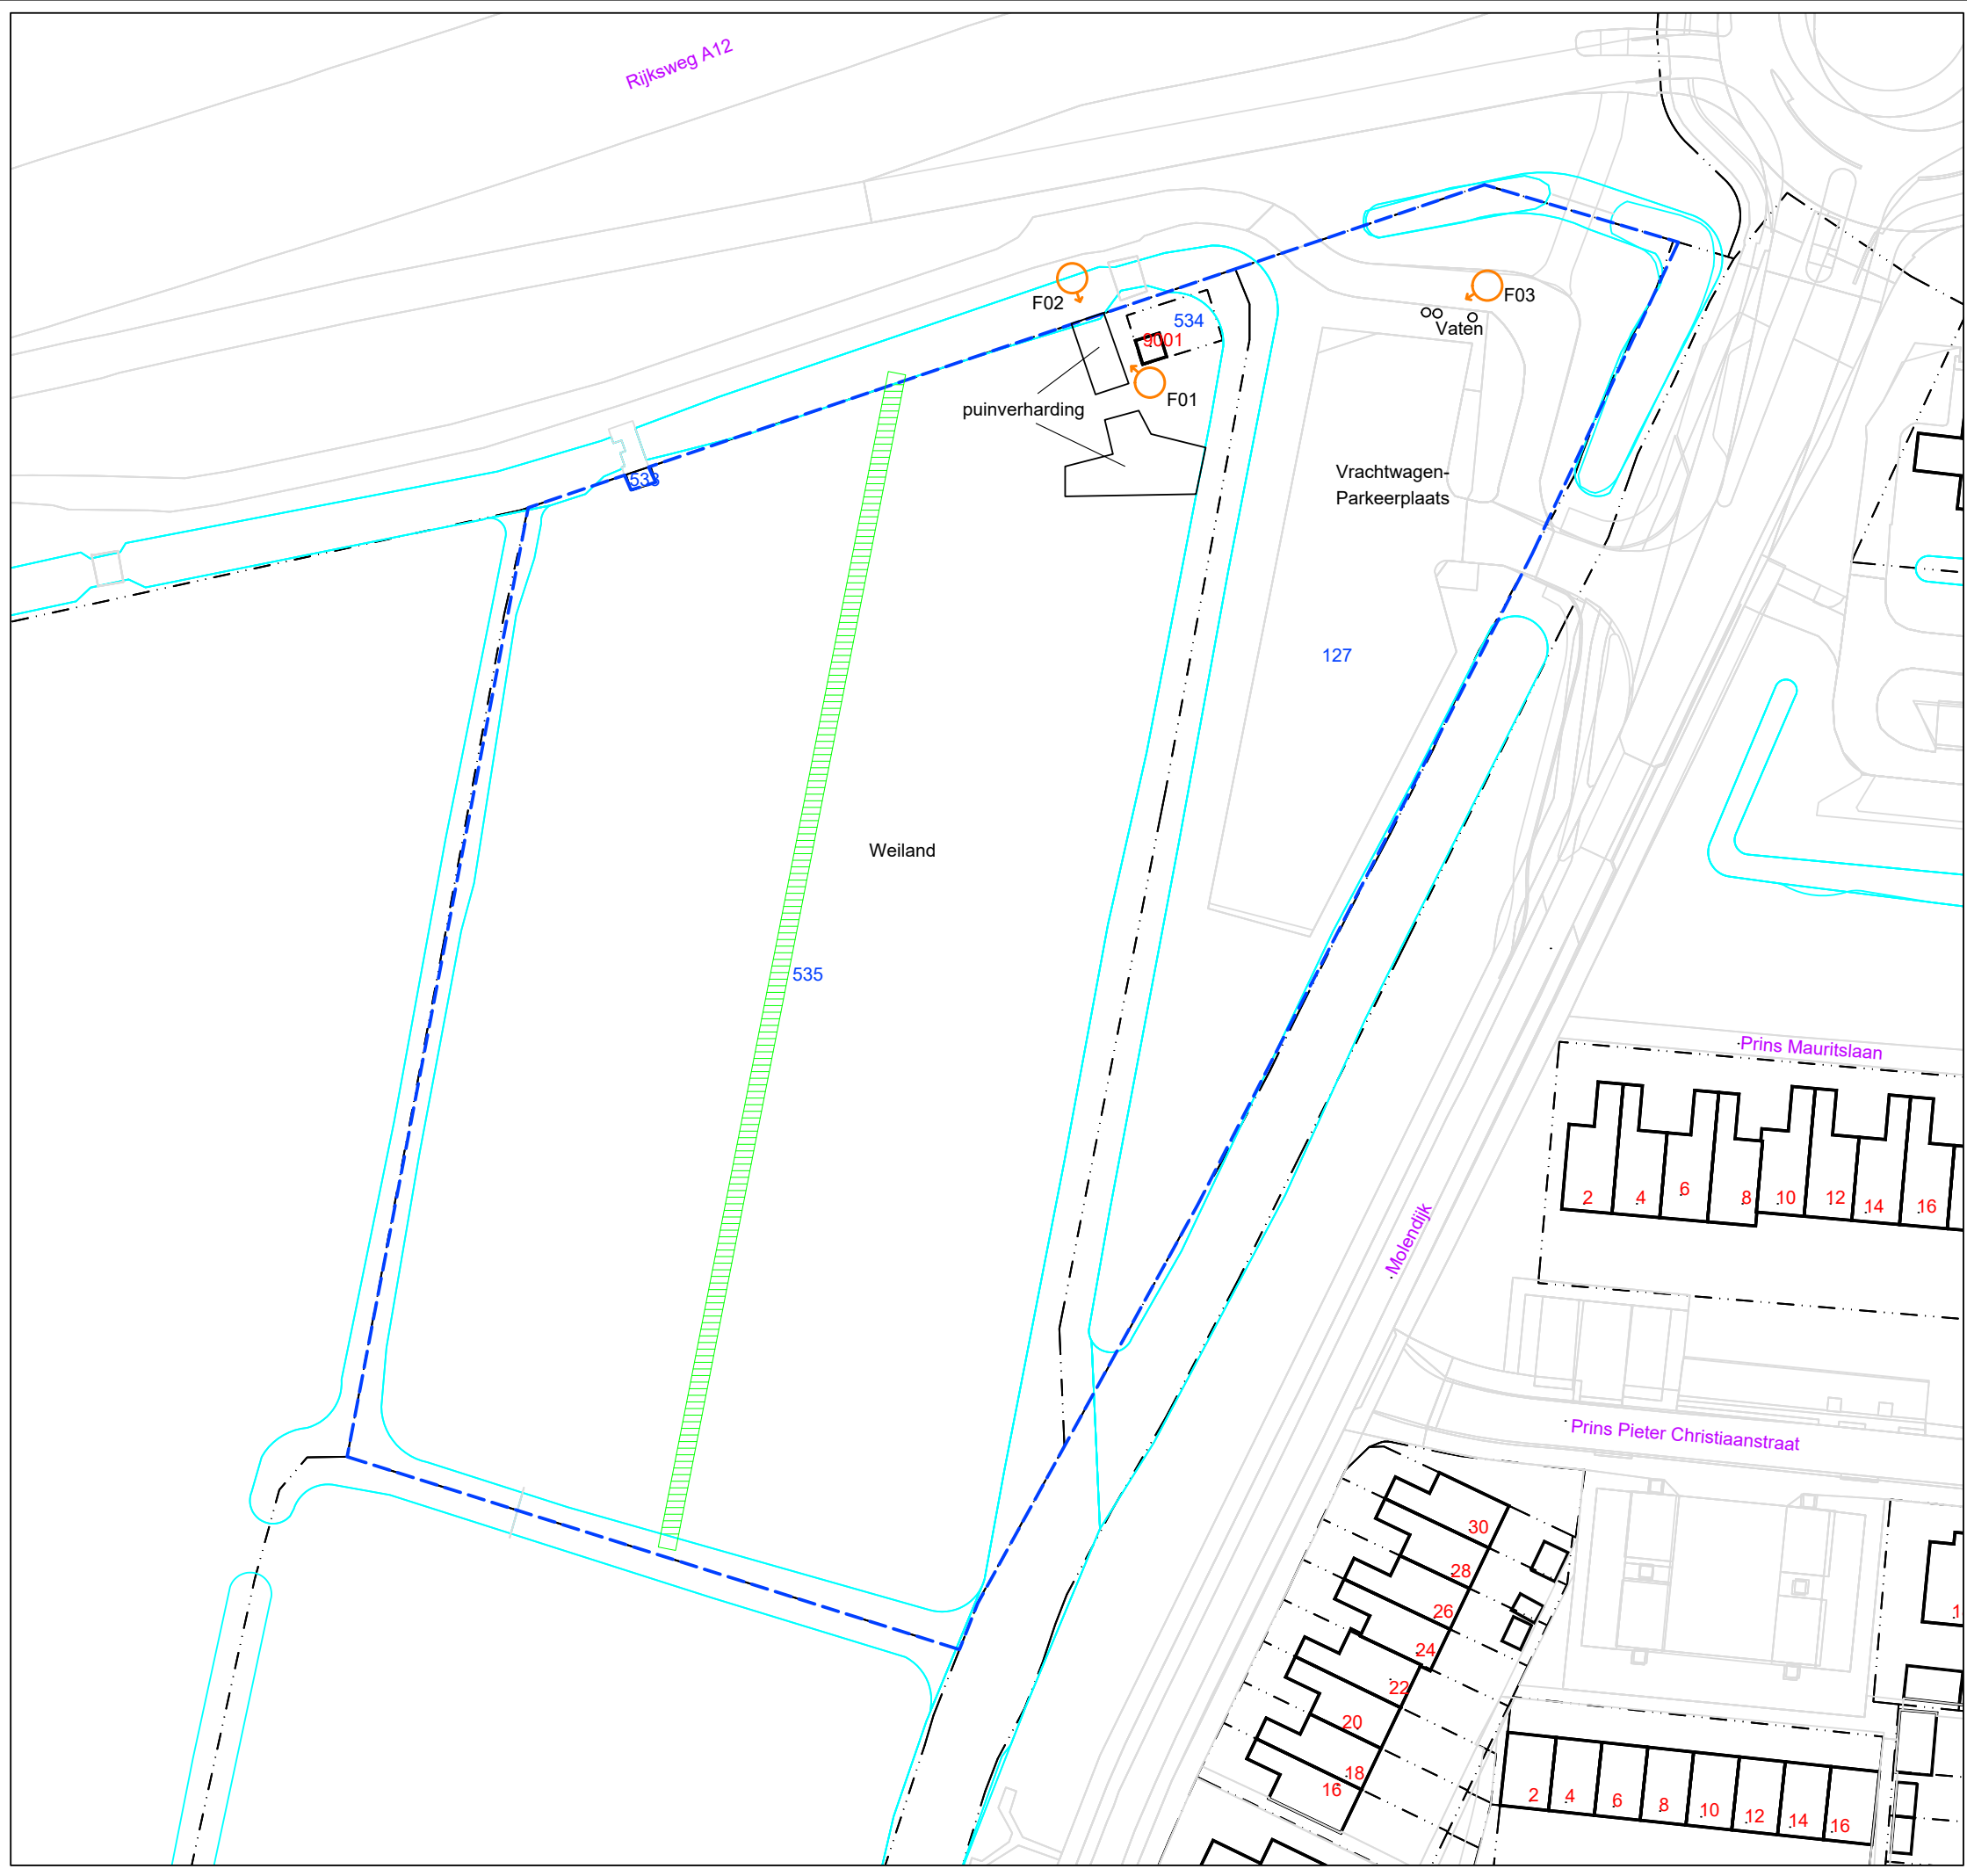 Rijksweg A12
F02
F03
534
Vaten
9001
F01
puinverharding
533
Vrachtwagen-
Parkeerplaats
127
Weiland
535
Prins Mauritslaan
2
4
6
8
10
12
14
16
Molendijk
Prins Pieter Christiaanstraat
30
28
26
1
24
22
20
18
16
2
4
6
8
10
12
14
16